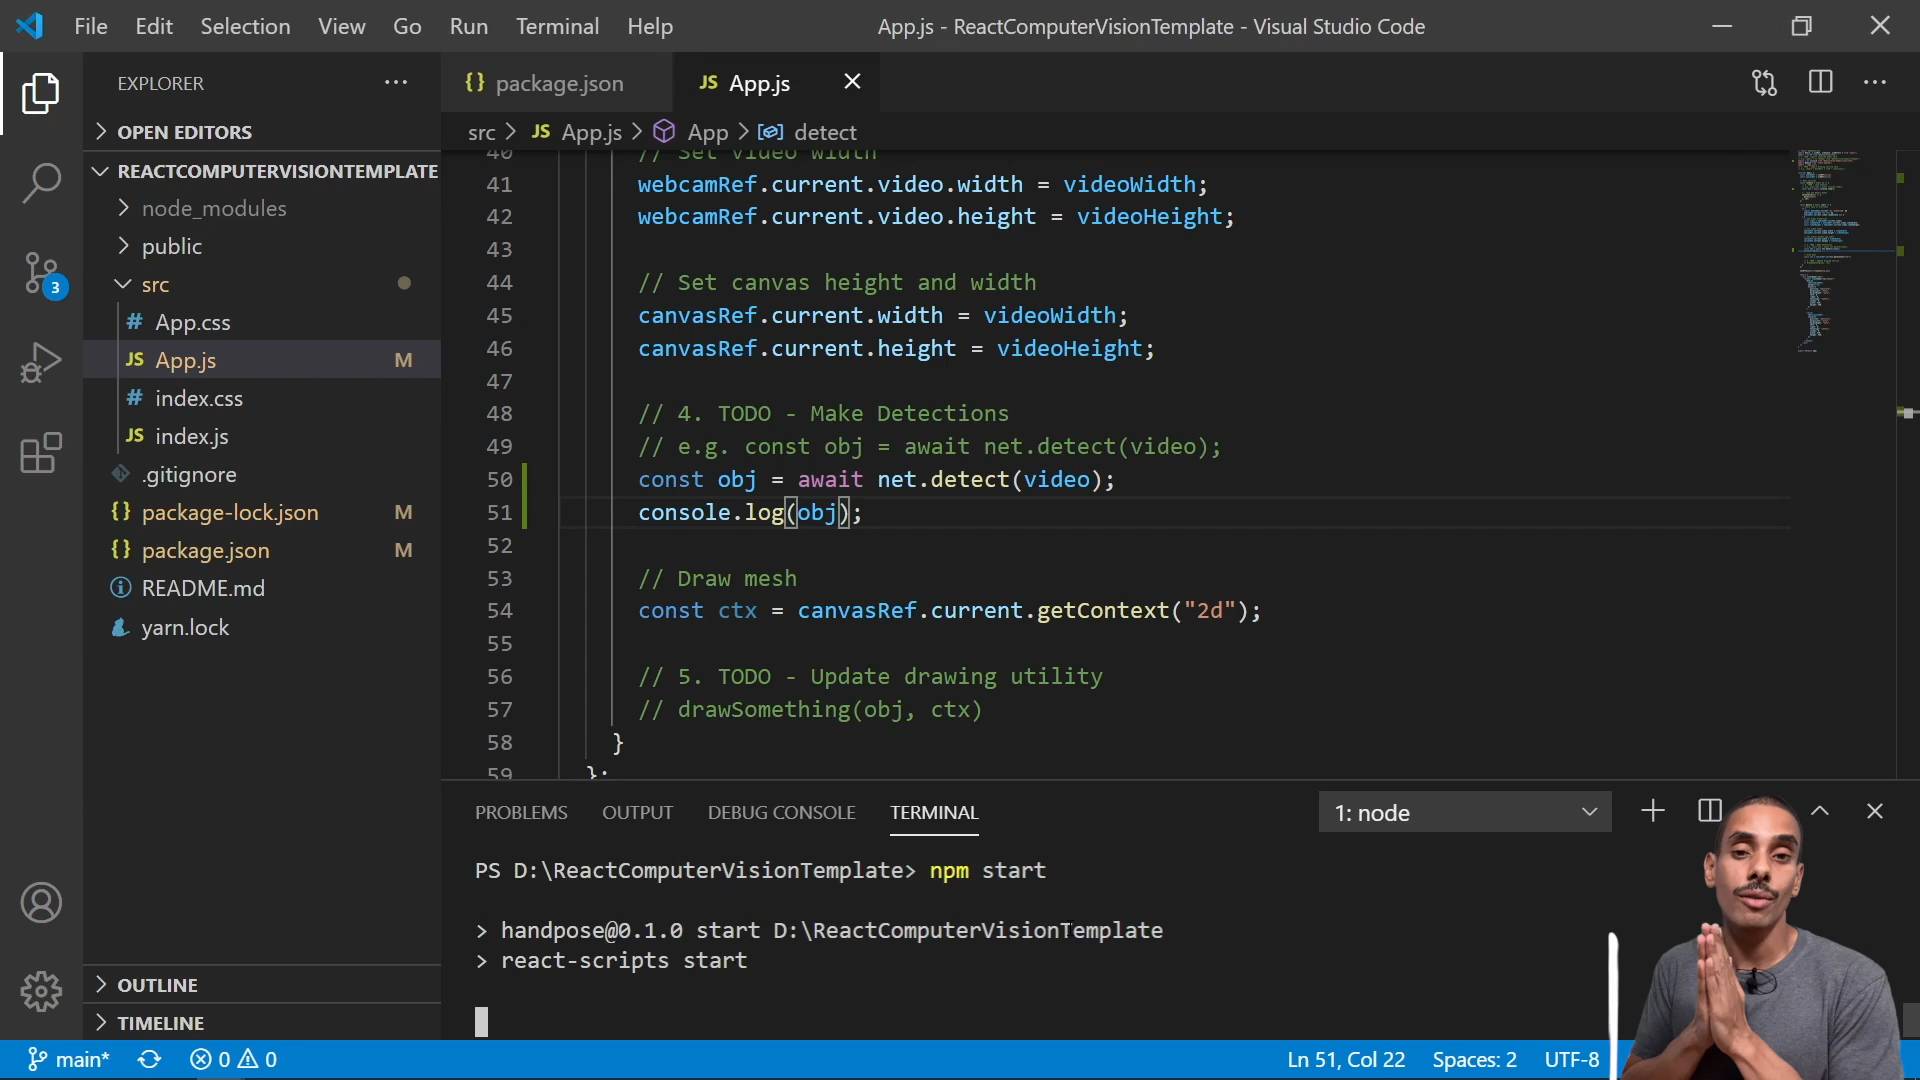 File Edit Selection View Go Run Terminal Help App.js - ReactComputerVisionTemplate - Visual Studio Code
EXPLORER
OPEN EDITORS
REACTCOMPUTERVISIONTEMPLATE
node_modules
public
src
# App.css
JS App.js M
# index.css
JS index.js
.gitignore
{} package-lock.json M
{} package.json M
README.md
yarn.lock
OUTLINE
TIMELINE
3
{} package.json JS App.js
src > JS App.js > App > detect
40 // Set video width
41 webcamRef.current.video.width = videoWidth;
42 webcamRef.current.video.height = videoHeight;
43
44 // Set canvas height and width
45 canvasRef.current.width = videoWidth;
46 canvasRef.current.height = videoHeight;
47
48 // 4. TODO - Make Detections
49 // e.g. const obj = await net.detect(video);
50 const obj = await net.detect(video);
51 console.log(obj);
52
53 // Draw mesh
54 const ctx = canvasRef.current.getContext("2d");
55
56 // 5. TODO - Update drawing utility
57 // drawSomething(obj, ctx)
58 }
59 };
PROBLEMS OUTPUT DEBUG CONSOLE TERMINAL 1: node
PS D:\ReactComputerVisionTemplate> npm start
> handpose@0.1.0 start D:\ReactComputerVisionTemplate
> react-scripts start
main* 0 0 Ln 51, Col 22 Spaces: 2 UTF-8